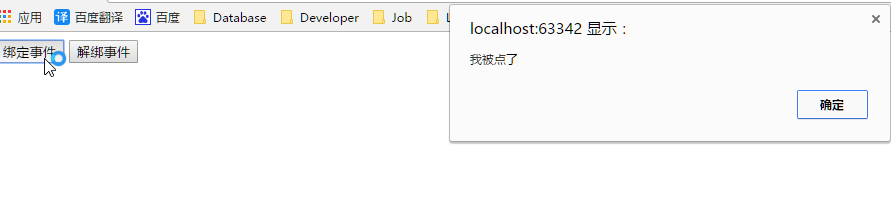 应用 译 百度翻译 百度 Database Developer Job L
绑定事件 解绑事件
localhost:63342 显示：
我被点了
确定